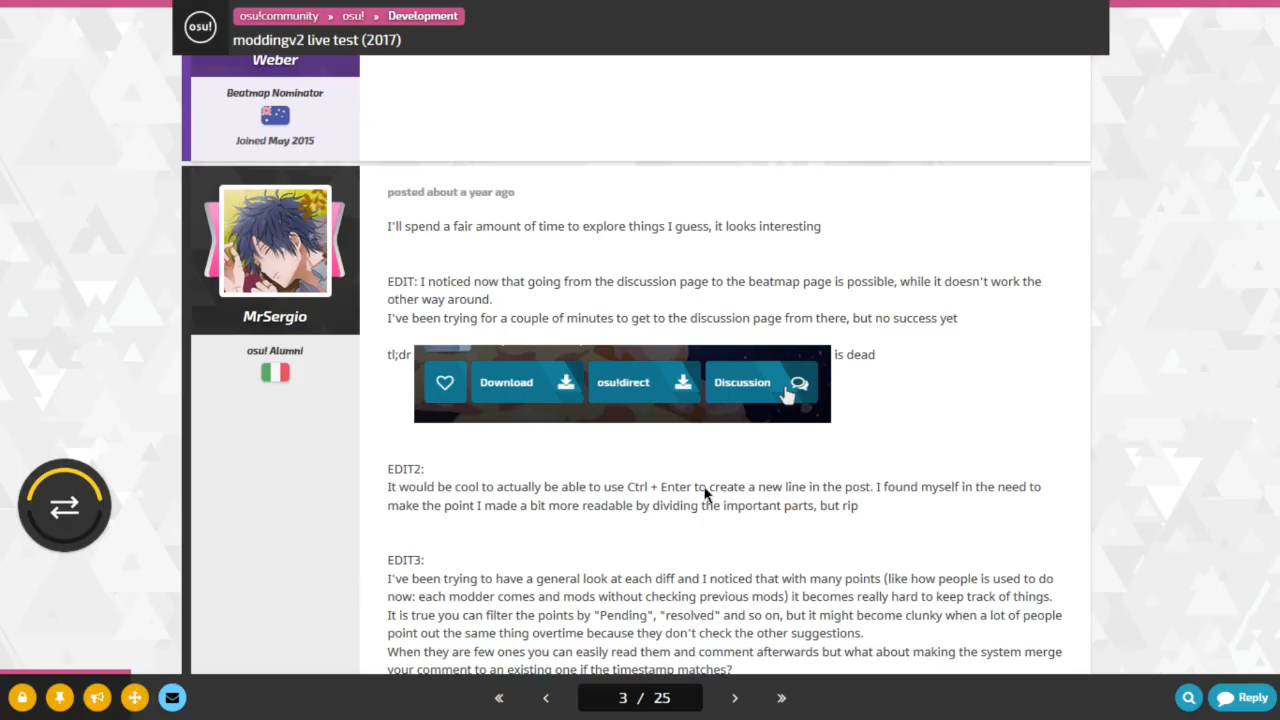 osu!
osu!community » osu! » Development
moddingv2 live test (2017)
Weber
Beatmap Nominator
Joined May 2015
MrSergio
osu! Alumni
posted about a year ago
I'll spend a fair amount of time to explore things I guess, it looks interesting
EDIT: I noticed now that going from the discussion page to the beatmap page is possible, while it doesn't work the
other way around.
I've been trying for a couple of minutes to get to the discussion page from there, but no success yet
tl;dr
Download
osu!direct
Discussion
is dead
EDIT2:
It would be cool to actually be able to use Ctrl + Enter to create a new line in the post. I found myself in the need to
make the point I made a bit more readable by dividing the important parts, but rip
EDIT3:
I've been trying to have a general look at each diff and I noticed that with many points (like how people is used to do
now: each modder comes and mods without checking previous mods) it becomes really hard to keep track of things.
It is true you can filter the points by "Pending", "resolved" and so on, but it might become clunky when a lot of people
point out the same thing overtime because they don't check the other suggestions.
When they are few ones you can easily read them and comment afterwards but what about making the system merge
your comment to an existing one if the timestamp matches?
« ‹ 3 / 25 › »
Reply